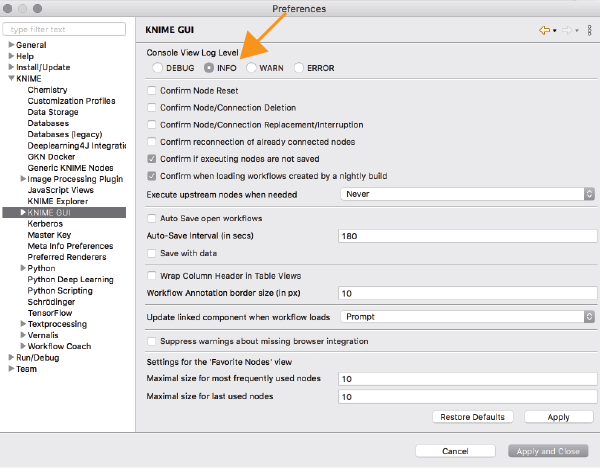 Preferences
type filter text
General
Help
Install/Update
KNIME
Chemistry
Customization Profiles
Data Storage
Databases
Databases (legacy)
Deeplearning4J Integratio
GKN Docker
Generic KNIME Nodes
Image Processing Plugin
JavaScript Views
KNIME Explorer
KNIME GUI
Kerberos
Master Key
Meta Info Preferences
Preferred Renderers
Python
Python Deep Learning
Python Scripting
Schrödinger
TensorFlow
Textprocessing
Vernalis
Workflow Coach
Run/Debug
Team
KNIME GUI
Console View Log Level
DEBUG INFO WARN ERROR
Confirm Node Reset
Confirm Node/Connection Deletion
Confirm Node/Connection Replacement/Interruption
Confirm reconnection of already connected nodes
Confirm if executing nodes are not saved
Confirm when loading workflows created by a nightly build
Execute upstream nodes when needed Never
Auto Save open workflows
Auto-Save Interval (in secs) 180
Save with data
Wrap Column Header in Table Views
Workflow Annotation border size (in px) 10
Update linked component when workflow loads Prompt
Suppress warnings about missing browser integration
Settings for the 'Favorite Nodes' view
Maximal size for most frequently used nodes 10
Maximal size for last used nodes 10
Restore Defaults Apply
Cancel Apply and Close